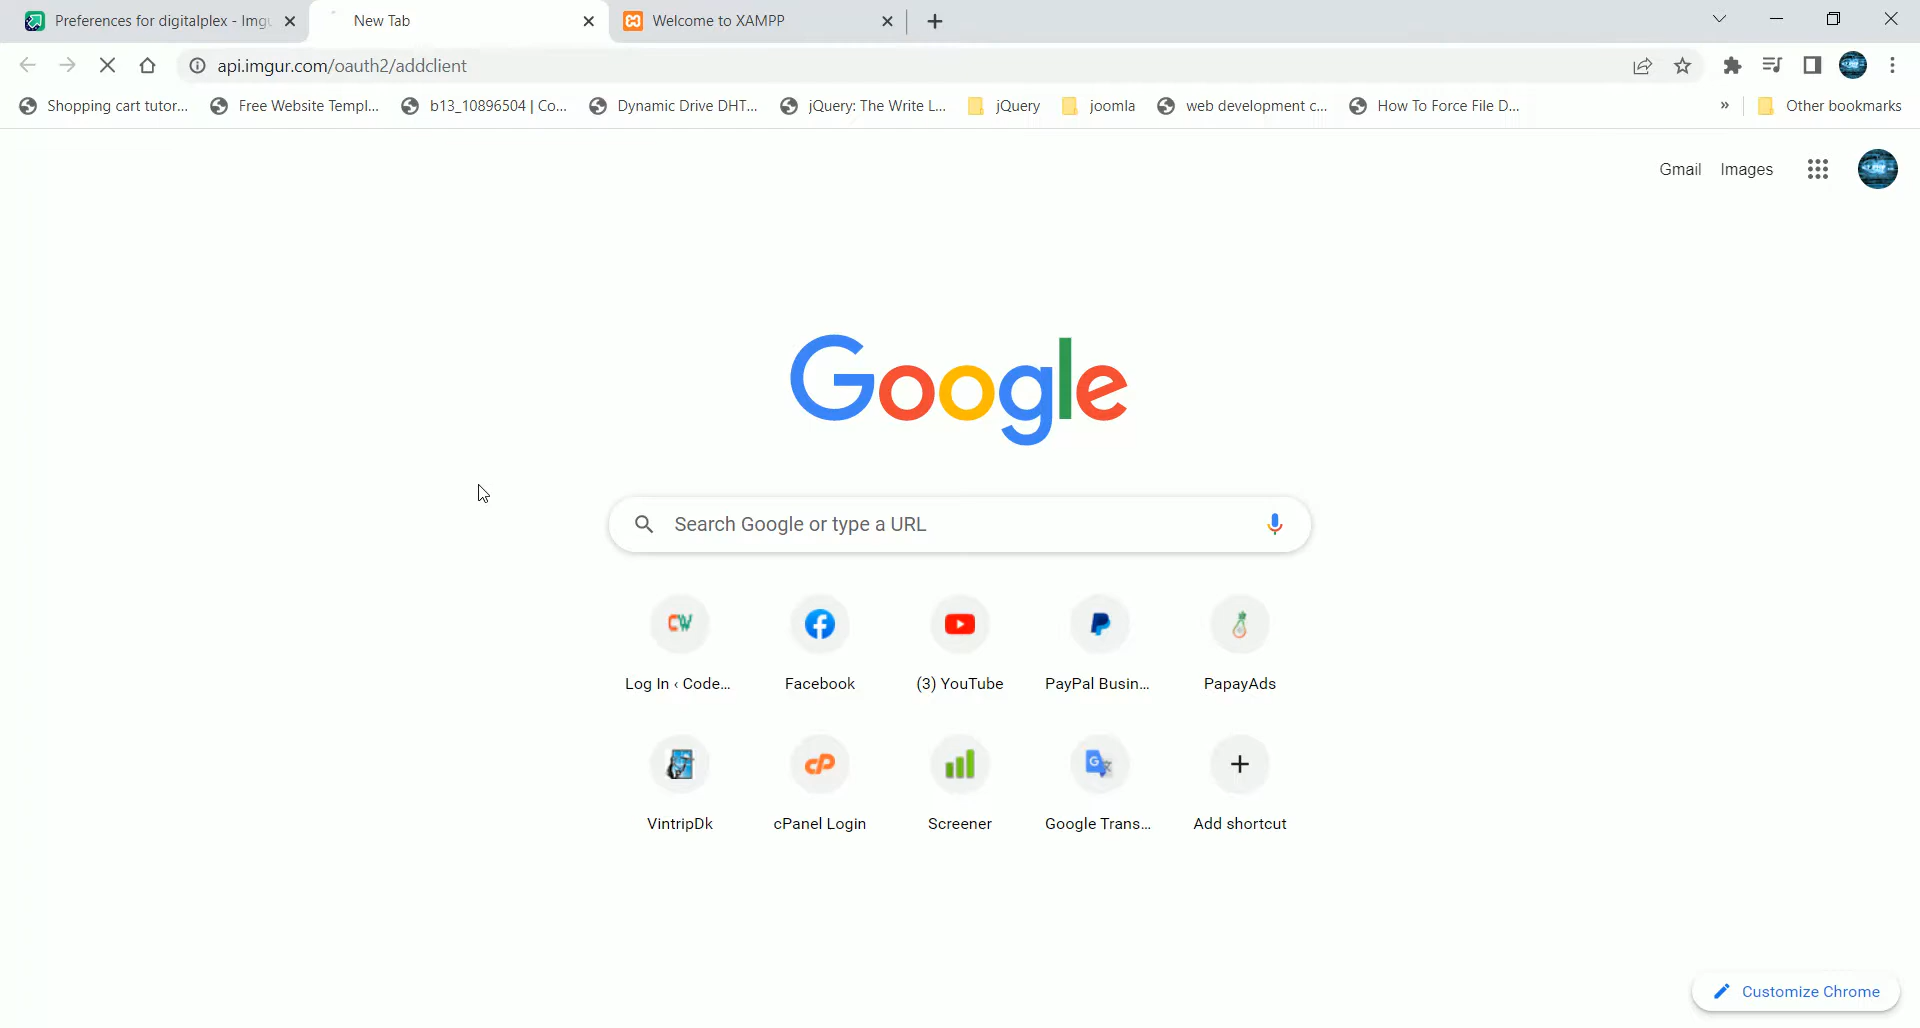 Preferences for digitalplex - Imgu
New Tab
Welcome to XAMPP
api.imgur.com/oauth2/addclient
Shopping cart tutor...
Free Website Templ...
b13_10896504 | Co...
Dynamic Drive DHT...
jQuery: The Write L...
jQuery
joomla
web development c...
How To Force File D...
»
Other bookmarks
Gmail
Images
Google
Search Google or type a URL
Log In ‹ Code...
Facebook
(3) YouTube
PayPal Busin...
PapayAds
VintripDk
cPanel Login
Screener
Google Trans...
Add shortcut
Customize Chrome